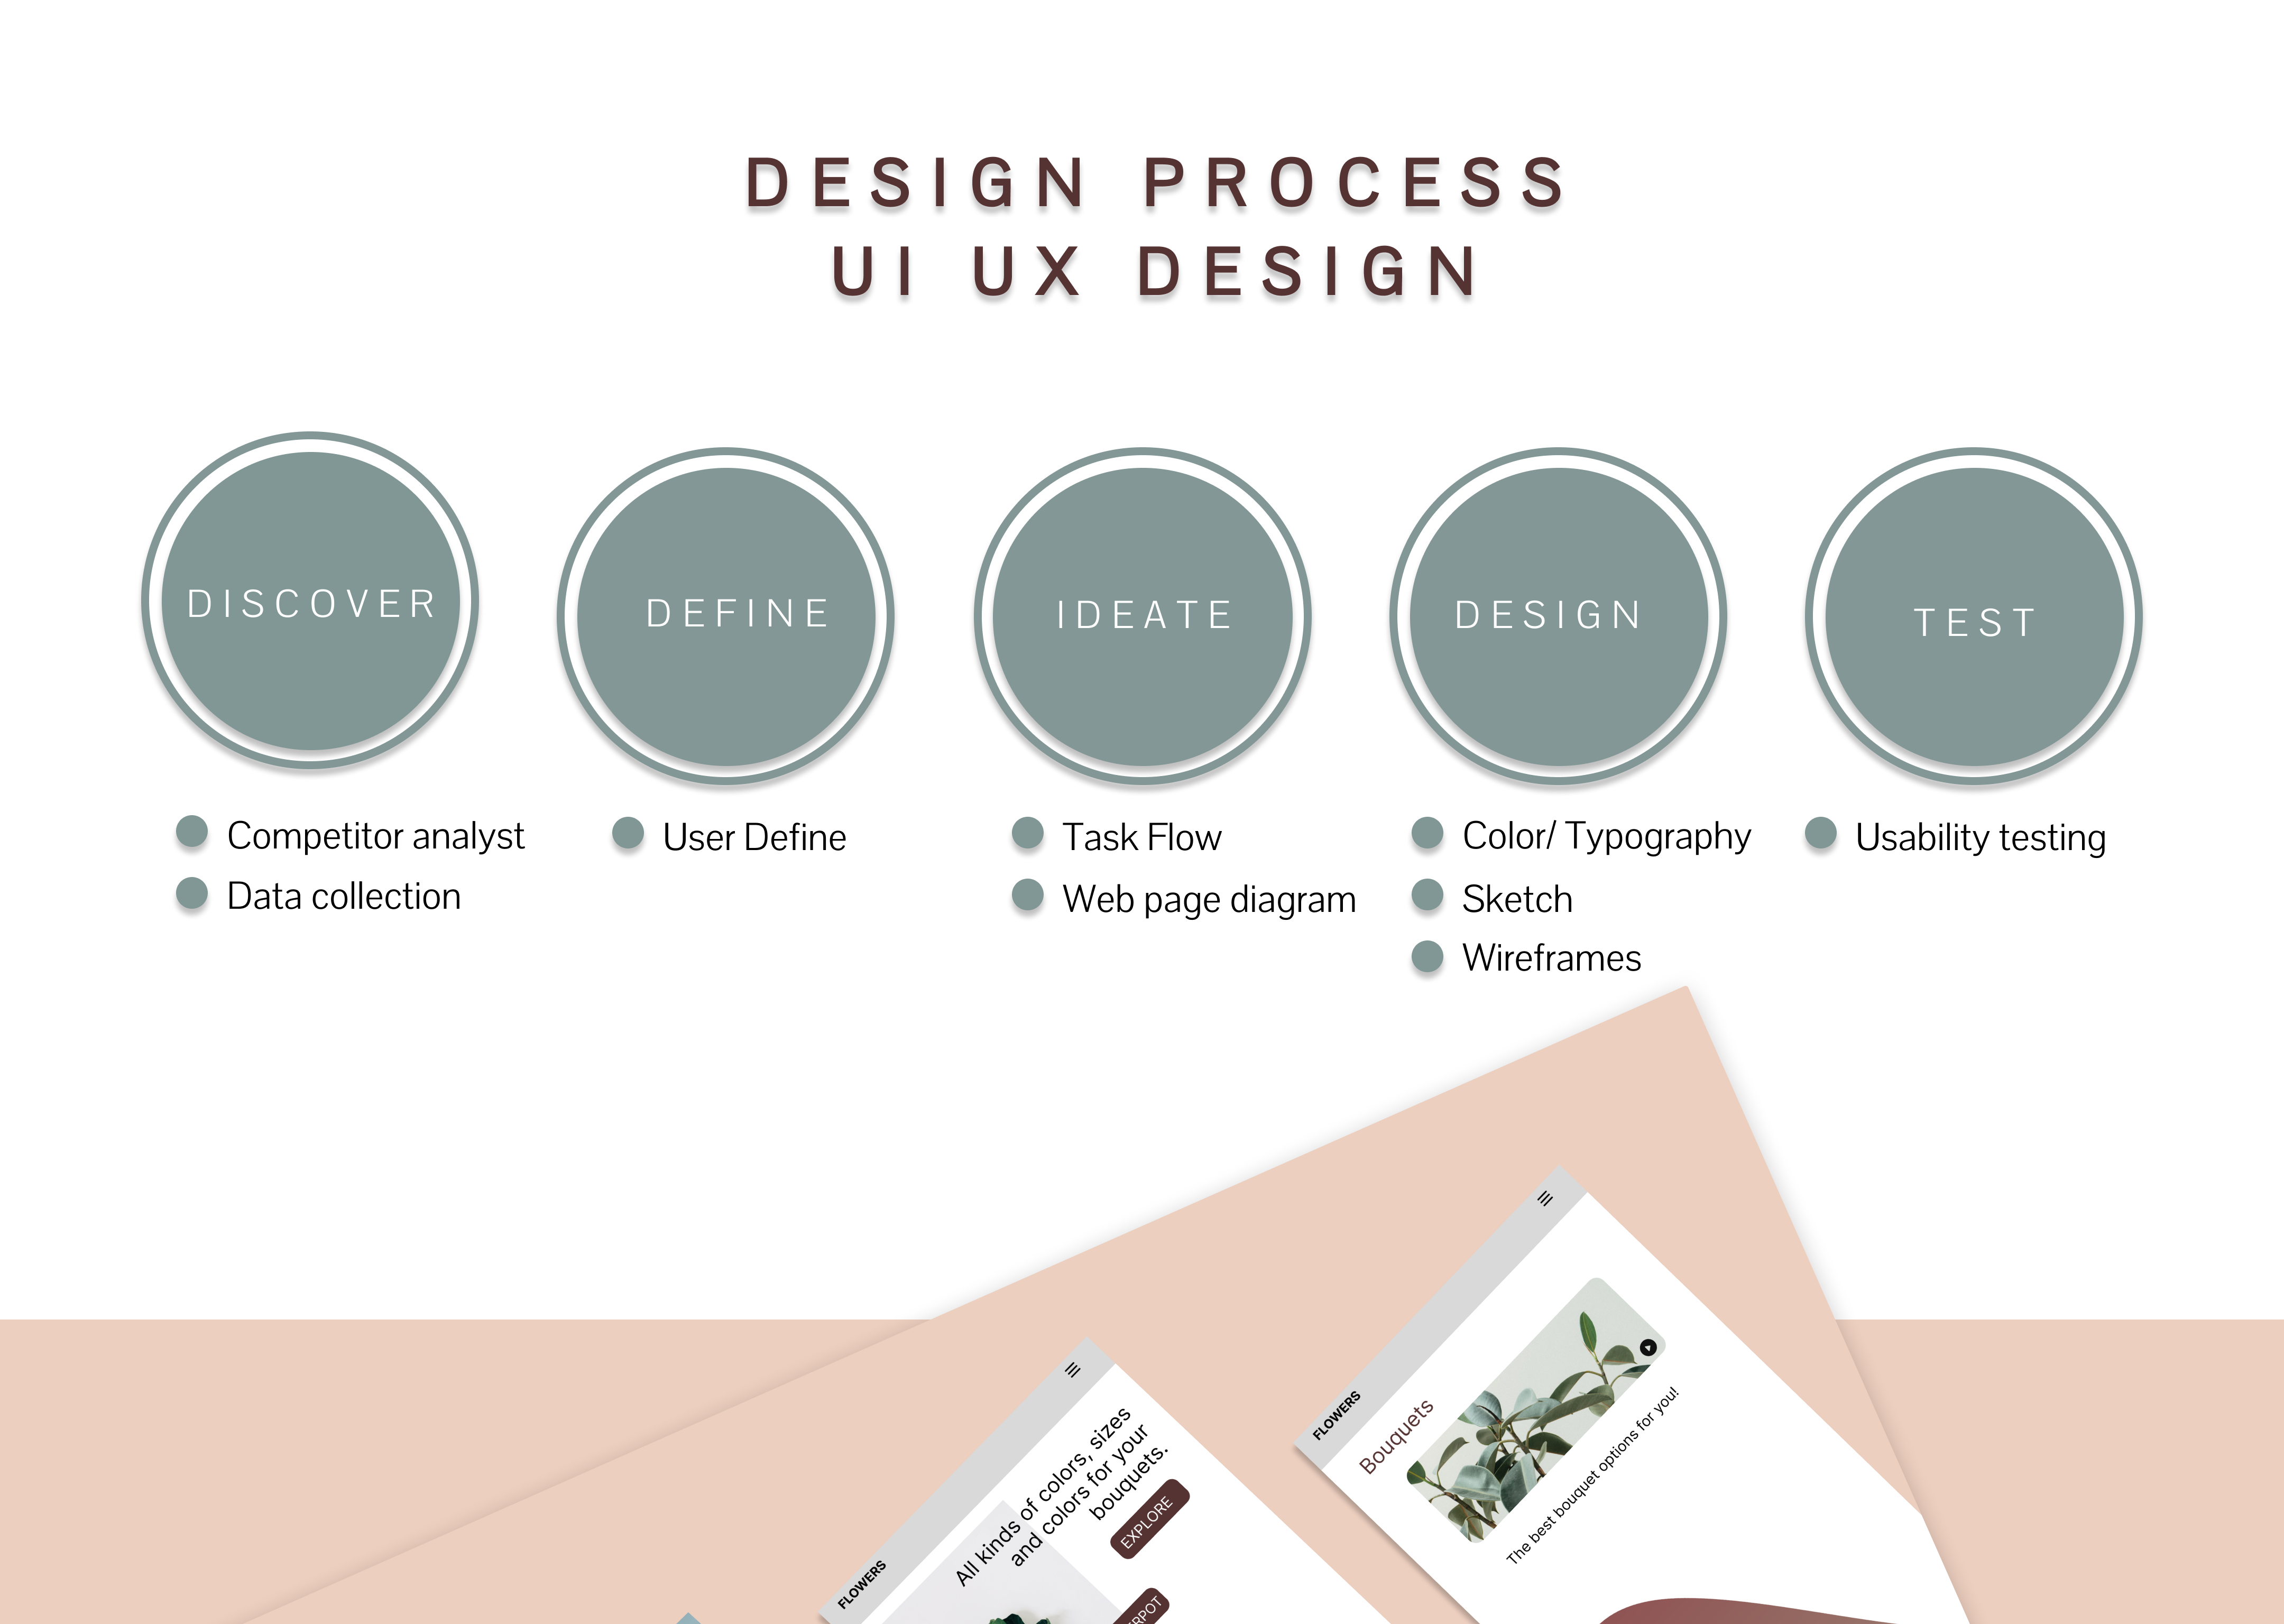 DESIGN PROCESS
UI UX DESIGN
DISCOVER
Competitor analyst
Data collection
DEFINE
User Define
IDEATE
Task Flow
Web page diagram
DESIGN
Color/ Typography
Sketch
Wireframes
TEST
Usability testing
FLOWERS
All kinds of colors, sizes
and colors for your
bouquets.
EXPLORE
FLOWERS
Bouquets
The best bouquet options for you!